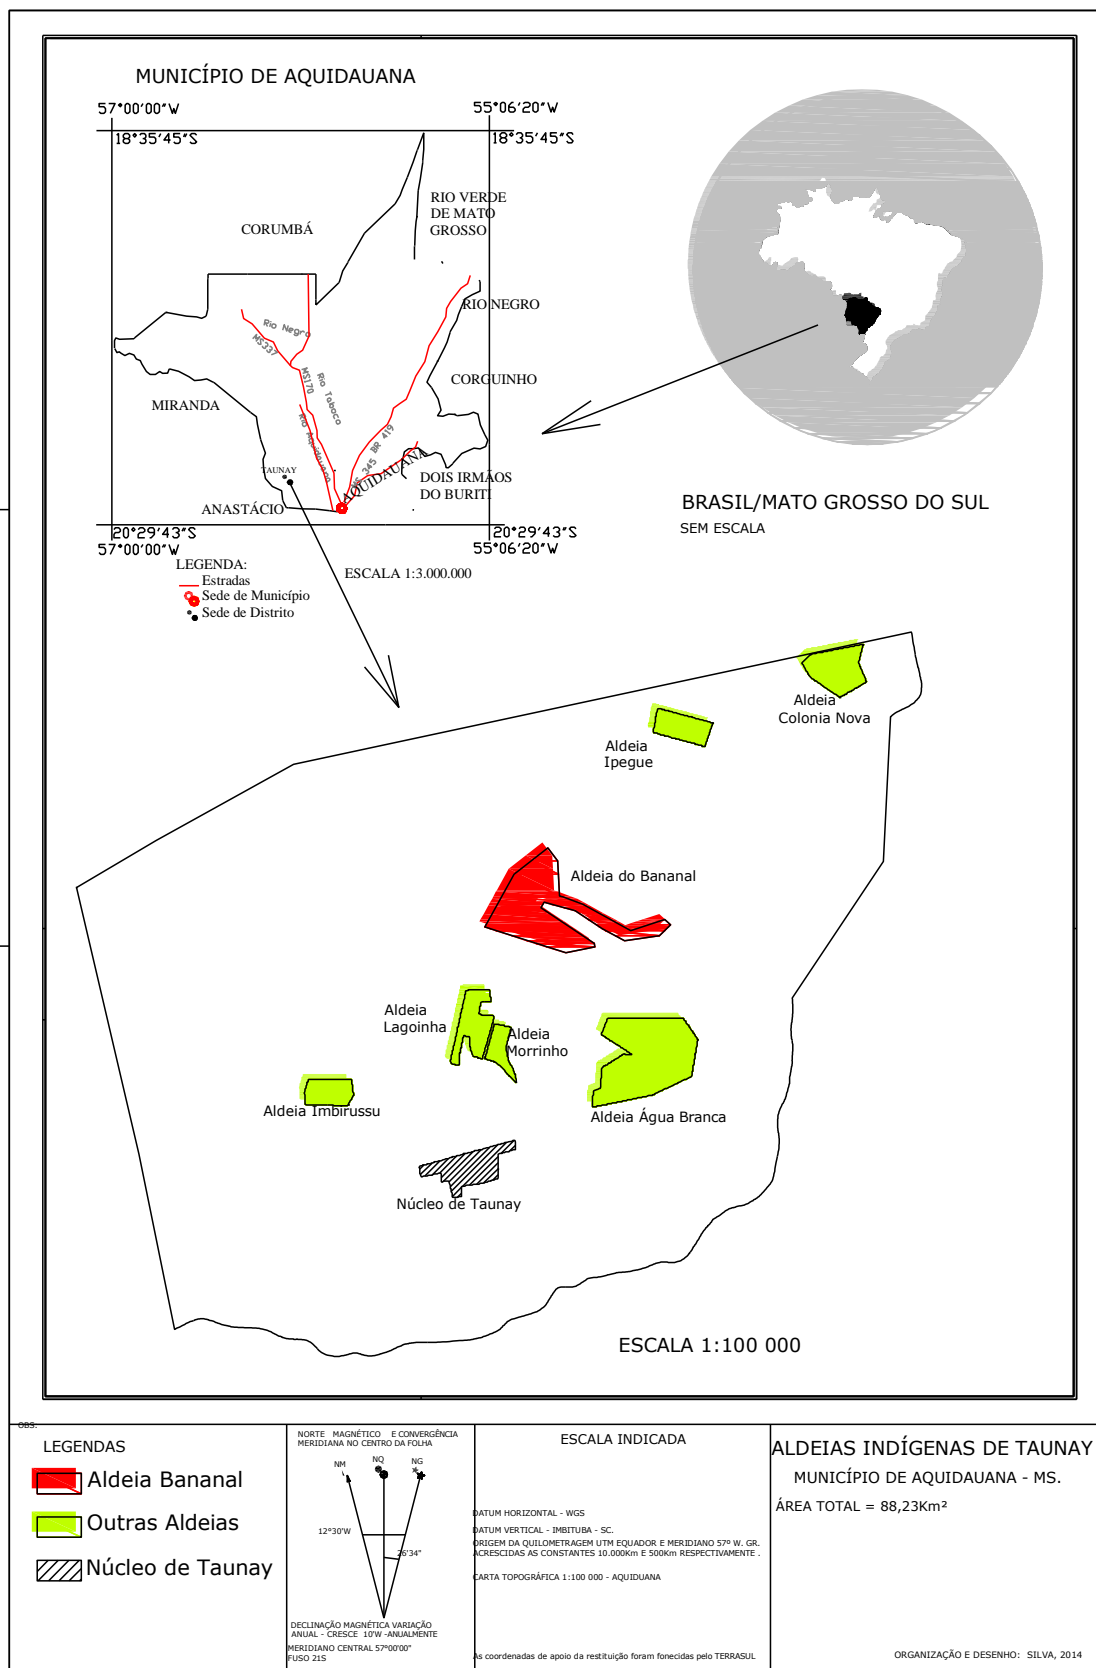 MUNICÍPIO DE AQUIDAUANA
57°00'00"W
55°06'20"W
18°35'45"S
18°35'45"S
RIO VERDE
DE MATO
GROSSO
CORUMBÁ
RIO NEGRO
Rio Negro
MS337
MS170
Rio Taboco
CORGUINHO
MIRANDA
Rio Aquidauana
MS 345 BR 419
TAUNAY
AQUIDAUANA
DOIS IRMÃOS
DO BURITI
ANASTÁCIO
20°29'43"S
20°29'43"S
57°00'00"W
55°06'20"W
LEGENDA:
Estradas
Sede de Município
Sede de Distrito
ESCALA 1:3.000.000
BRASIL/MATO GROSSO DO SUL
SEM ESCALA
Aldeia
Colonia Nova
Aldeia
Ipegue
Aldeia do Bananal
Aldeia
Lagoinha
Aldeia
Morrinho
Aldeia Imbirussu
Aldeia Água Branca
Núcleo de Taunay
ESCALA 1:100 000
OBS:
LEGENDAS
Aldeia Bananal
Outras Aldeias
Núcleo de Taunay
NORTE MAGNÉTICO E CONVERGÊNCIA
MERIDIANA NO CENTRO DA FOLHA
NM
NQ
NG
12°30'W
26'34"
DECLINAÇÃO MAGNÉTICA VARIAÇÃO
ANUAL - CRESCE 10'W -ANUALMENTE
MERIDIANO CENTRAL 57°00'00"
FUSO 21S
ESCALA INDICADA
DATUM HORIZONTAL - WGS
DATUM VERTICAL - IMBITUBA - SC.
ORIGEM DA QUILOMETRAGEM UTM EQUADOR E MERIDIANO 57º W. GR.
ACRESCIDAS AS CONSTANTES 10.000Km E 500Km RESPECTIVAMENTE .
CARTA TOPOGRÁFICA 1:100 000 - AQUIDUANA
As coordenadas de apoio da restituição foram fonecidas pelo TERRASUL
ALDEIAS INDÍGENAS DE TAUNAY
MUNICÍPIO DE AQUIDAUANA - MS.
ÁREA TOTAL = 88,23Km²
ORGANIZAÇÃO E DESENHO: SILVA, 2014